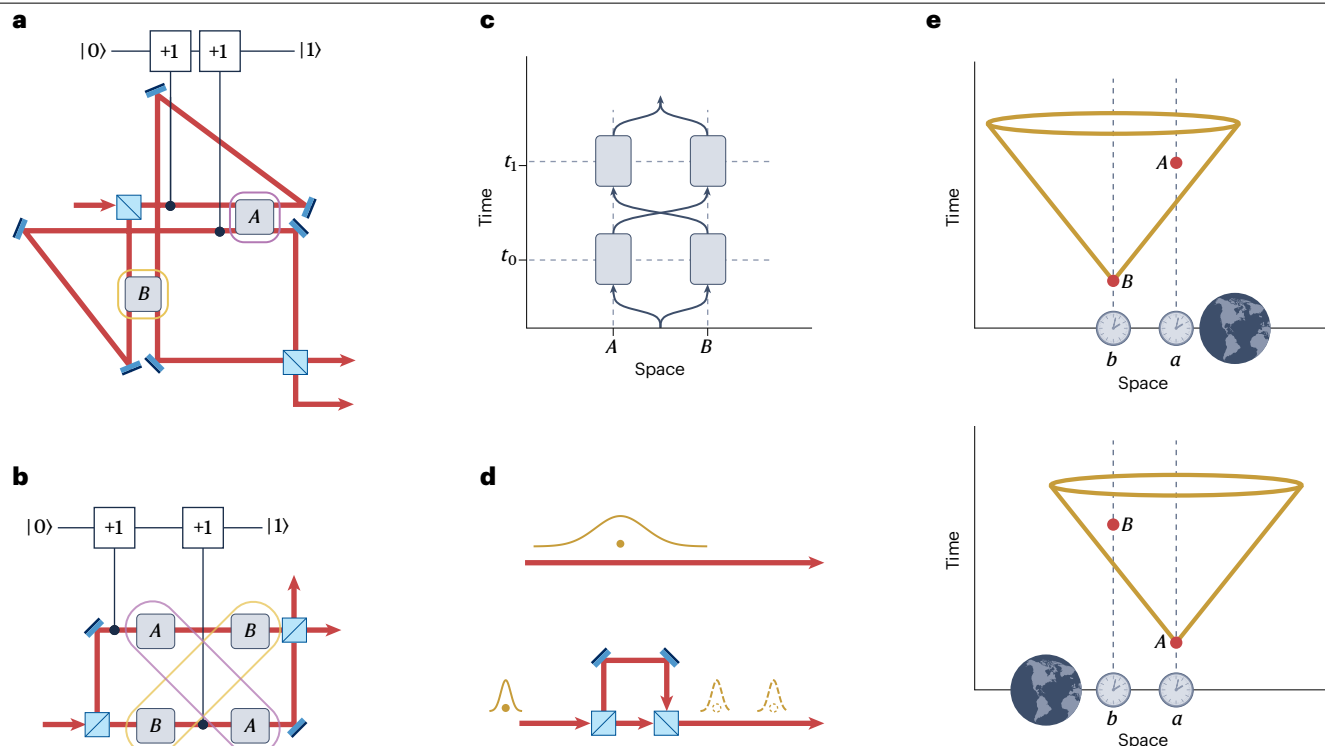 a
|0⟩ +1 +1 |1⟩
A
B
b
|0⟩ +1 +1 |1⟩
A B
B A
c
Time
t₁
t₀
A B
Space
d
e
Time
A
B
b a
Space
Time
B
A
b a
Space